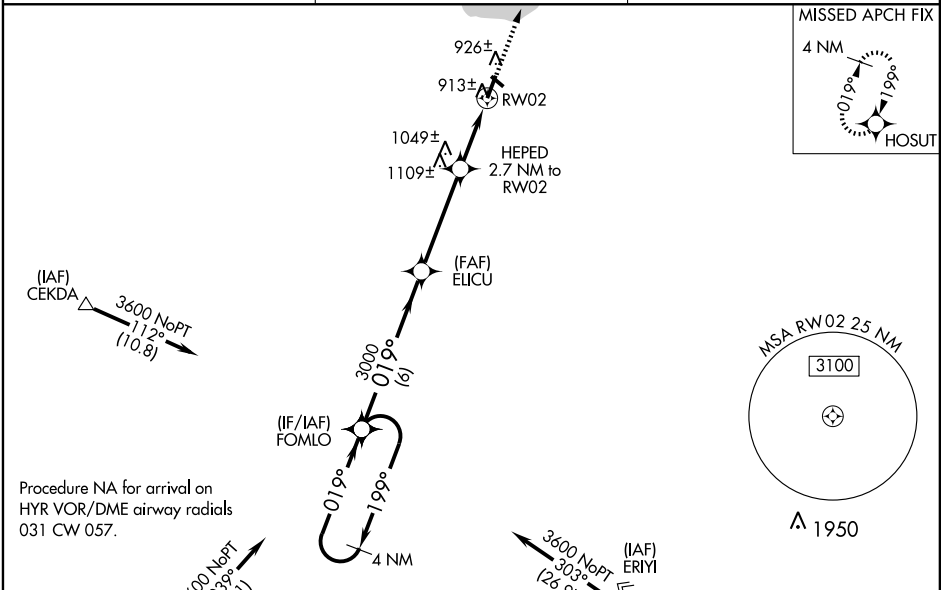 MISSED APCH FIX
4 NM
019°
199°
HOSUT
926±
913±
RW02
1049±
1109±
HEPED
2.7 NM to
RW02
(FAF)
ELICU
(IAF)
CEKDA
3600 NoPT
112°
(10.8)
3000
019°
(6)
MSA RW02 25 NM
3100
1950
(IF/IAF)
FOMLO
019°
199°
4 NM
Procedure NA for arrival on
HYR VOR/DME airway radials
031 CW 057.
NoPT
3600 NoPT
303°
(IAF)
ERIYI